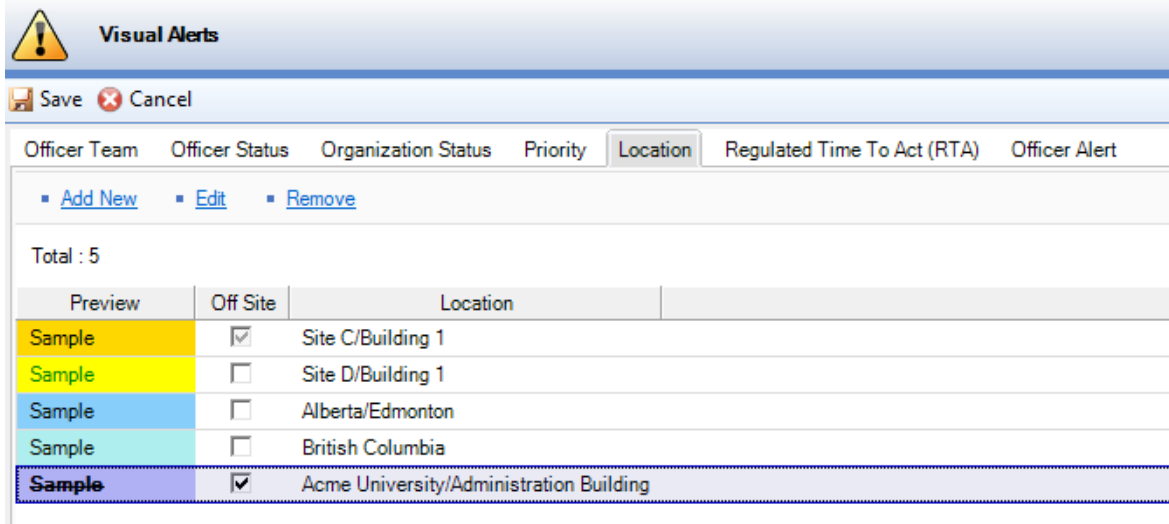 Visual Alerts
Save Cancel
Officer Team Officer Status Organization Status Priority Location Regulated Time To Act (RTA) Officer Alert
Add New Edit Remove
Total : 5
Preview Off Site Location
Sample Site C/Building 1
Sample Site D/Building 1
Sample Alberta/Edmonton
Sample British Columbia
Sample Acme University/Administration Building